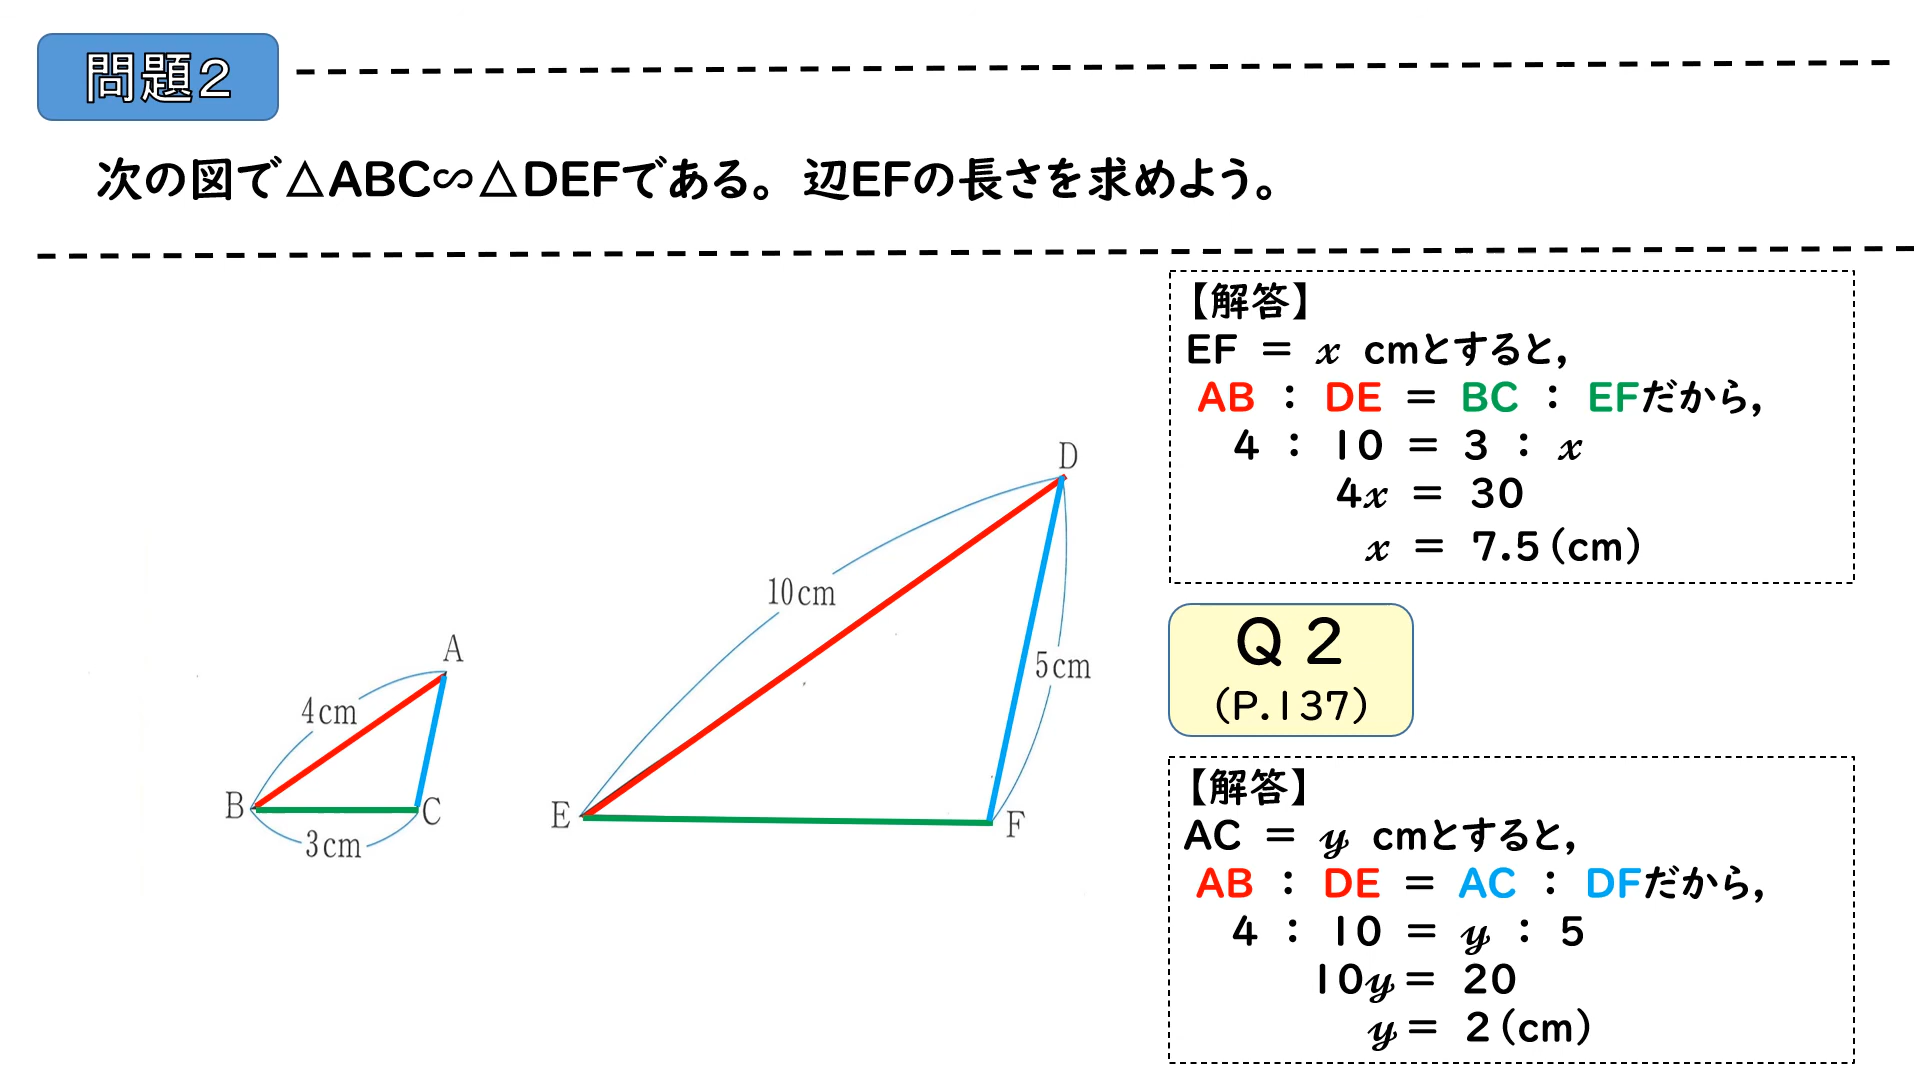 問題２
次の図で△ABC∽△DEFである。辺EFの長さを求めよう。
【解答】
EF = x cmとすると,
AB : DE = BC : EFだから,
4 : 10 = 3 : x
4x = 30
x = 7.5(cm)
Q 2
(P.137)
【解答】
AC = y cmとすると,
AB : DE = AC : DFだから,
4 : 10 = y : 5
10y = 20
y = 2(cm)
D
10cm
5cm
A
4cm
B
C
3cm
E
F